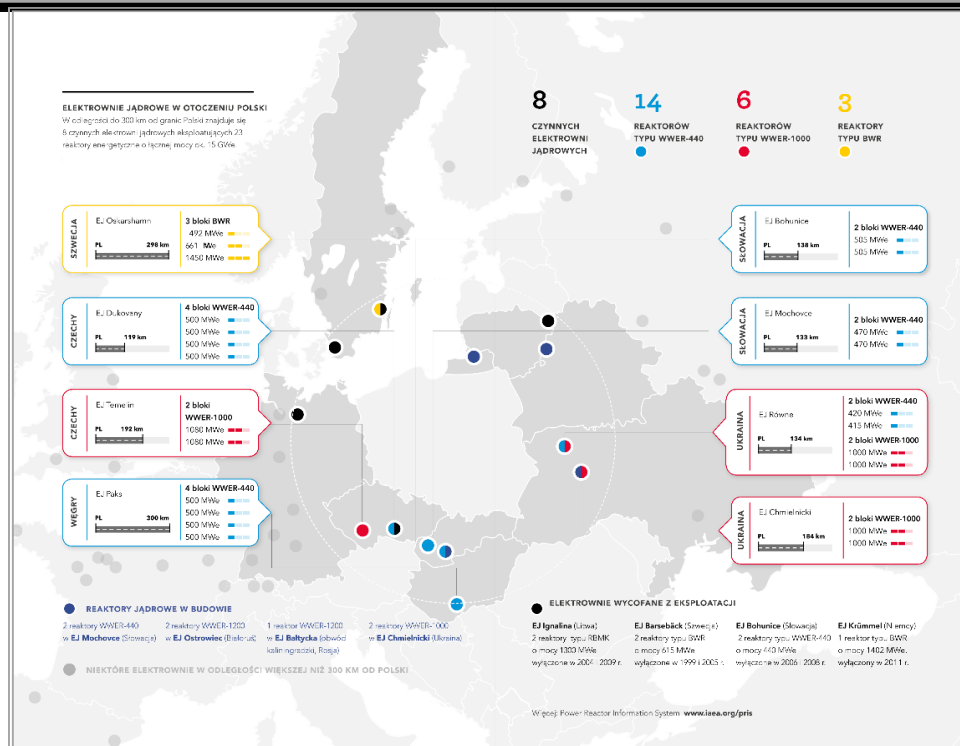 ELEKTROWNIE JĄDROWE W OTOCZENIU POLSKI
W odległości do 300 km od granic Polski znajduje się
8 czynnych elektrowni jądrowych eksploatujących 23
reaktory energetyczne o łącznej mocy ok. 15 GWe.
8
CZYNNYCH
ELEKTROWNI
JĄDROWYCH
14
REAKTORÓW
TYPU WWER-440
6
REAKTORÓW
TYPU WWER-1000
3
REAKTORY
TYPU BWR
SZWECJA
EJ Oskarshamn
PL 298 km
3 bloki BWR
492 MWe
661 MWe
1450 MWe
CZECHY
EJ Dukovany
PL 119 km
4 bloki WWER-440
500 MWe
500 MWe
500 MWe
500 MWe
CZECHY
EJ Temelin
PL 192 km
2 bloki
WWER-1000
1080 MWe
1080 MWe
WĘGRY
EJ Paks
PL 300 km
4 bloki WWER-440
500 MWe
500 MWe
500 MWe
500 MWe
SŁOWACJA
EJ Bohunice
PL 138 km
2 bloki WWER-440
505 MWe
505 MWe
SŁOWACJA
EJ Mochovce
PL 133 km
2 bloki WWER-440
470 MWe
470 MWe
UKRAINA
EJ Równe
PL 134 km
2 bloki WWER-440
420 MWe
415 MWe
2 bloki WWER-1000
1000 MWe
1000 MWe
UKRAINA
EJ Chmielnicki
PL 184 km
2 bloki WWER-1000
1000 MWe
1000 MWe
REAKTORY JĄDROWE W BUDOWIE
2 reaktory WWER-440
w EJ Mochovce (Słowacja)
2 reaktory WWER-1200
w EJ Ostrowiec (Białoruś)
1 reaktor WWER-1200
w EJ Bałtycka (obwód
kaliningradzki, Rosja)
2 reaktory WWER-1000
w EJ Chmielnicki (Ukraina)
NIEKTÓRE ELEKTROWNIE W ODLEGŁOŚCI WIĘKSZEJ NIŻ 300 KM OD POLSKI
ELEKTROWNIE WYCOFANE Z EKSPLOATACJI
EJ Ignalina (Litwa)
2 reaktory typu RBMK
o mocy 1300 MWe
wyłączone w 2004 i 2009 r.
EJ Barsebäck (Szwecja)
2 reaktory typu BWR
o mocy 615 MWe
wyłączone w 1999 i 2005 r.
EJ Bohunice (Słowacja)
2 reaktory typu WWER-440
o mocy 440 MWe
wyłączone w 2006 i 2008 r.
EJ Krümmel (Niemcy)
1 reaktor typu BWR
o mocy 1402 MWe,
wyłączony w 2011 r.
Więcej: Power Reactor Information System www.iaea.org/pris